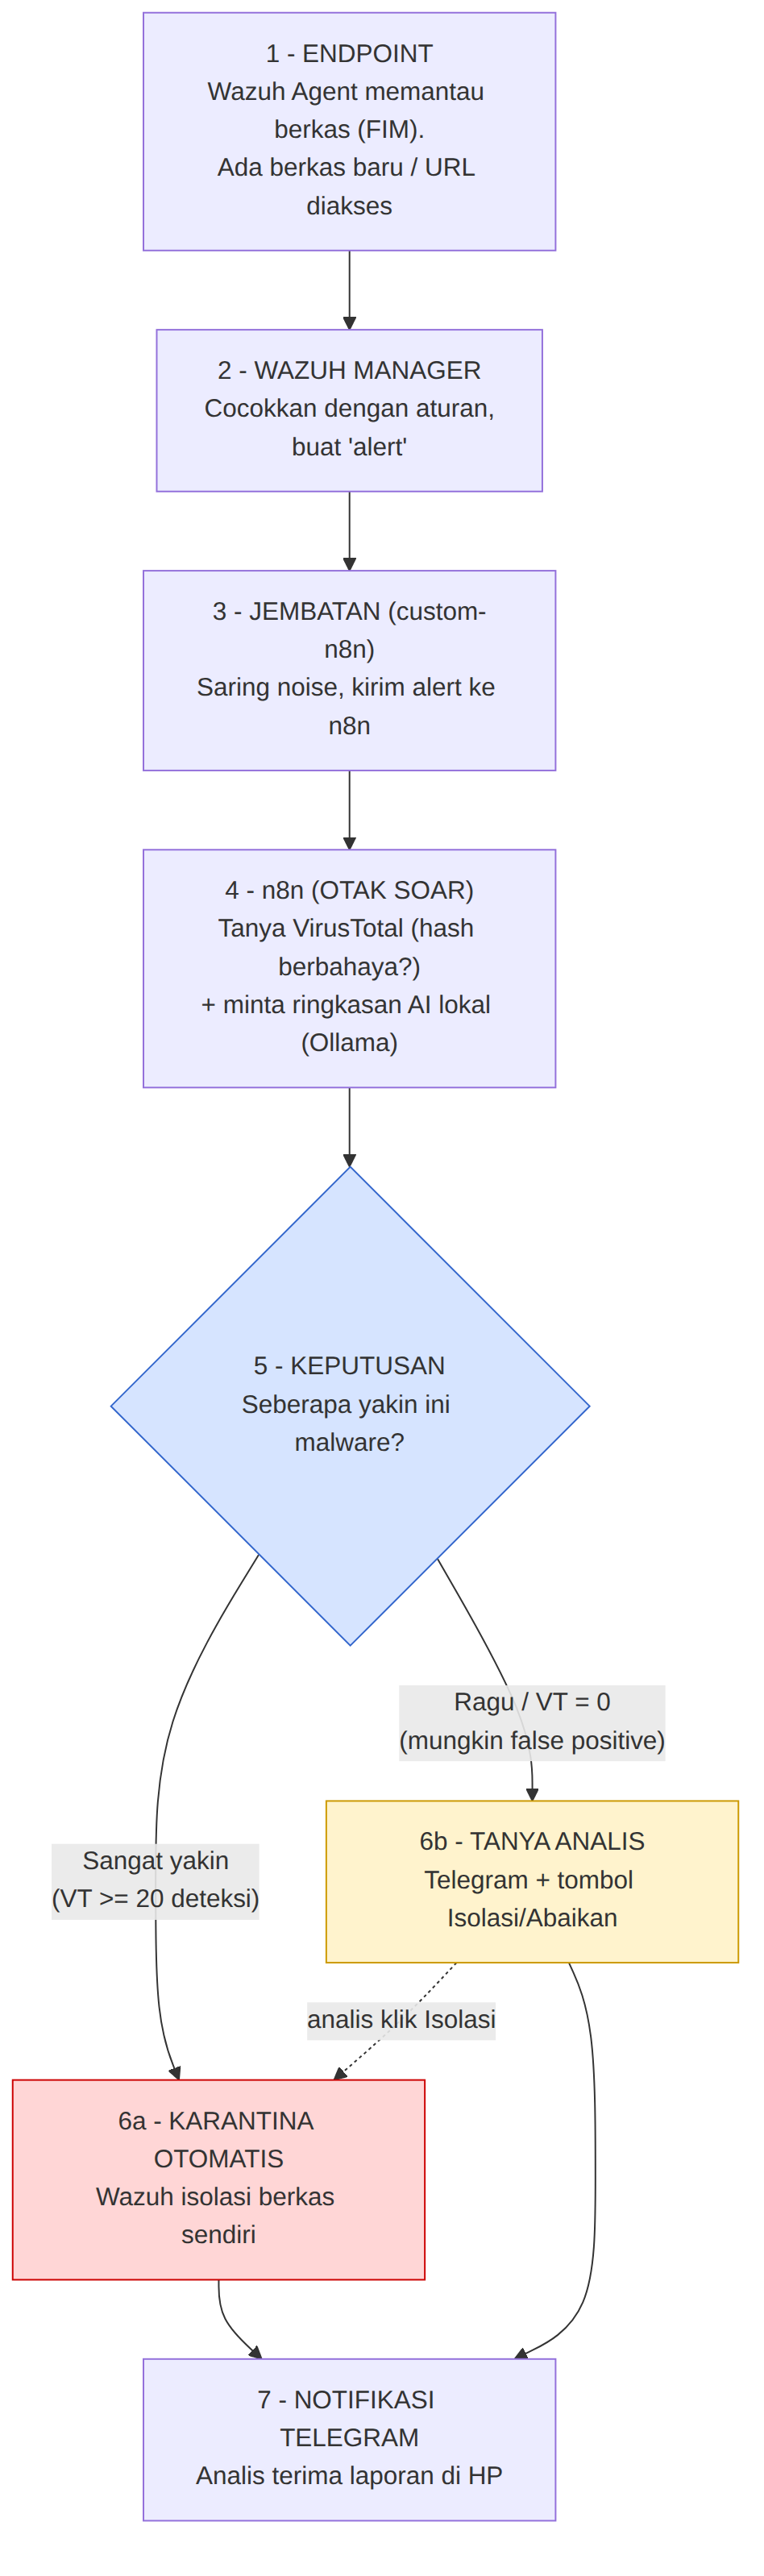 1 - ENDPOINT
Wazuh Agent memantau
berkas (FIM).
Ada berkas baru / URL
diakses
2 - WAZUH MANAGER
Cocokkan dengan aturan,
buat 'alert'
3 - JEMBATAN (custom-
n8n)
Saring noise, kirim alert ke
n8n
4 - n8n (OTAK SOAR)
Tanya VirusTotal (hash
berbahaya?)
+ minta ringkasan AI lokal
(Ollama)
5 - KEPUTUSAN
Seberapa yakin ini
malware?
Ragu / VT = 0
(mungkin false positive)
Sangat yakin
(VT >= 20 deteksi)
6b - TANYA ANALIS
Telegram + tombol
Isolasi/Abaikan
analis klik Isolasi
6a - KARANTINA
OTOMATIS
Wazuh isolasi berkas
sendiri
7 - NOTIFIKASI
TELEGRAM
Analis terima laporan di HP